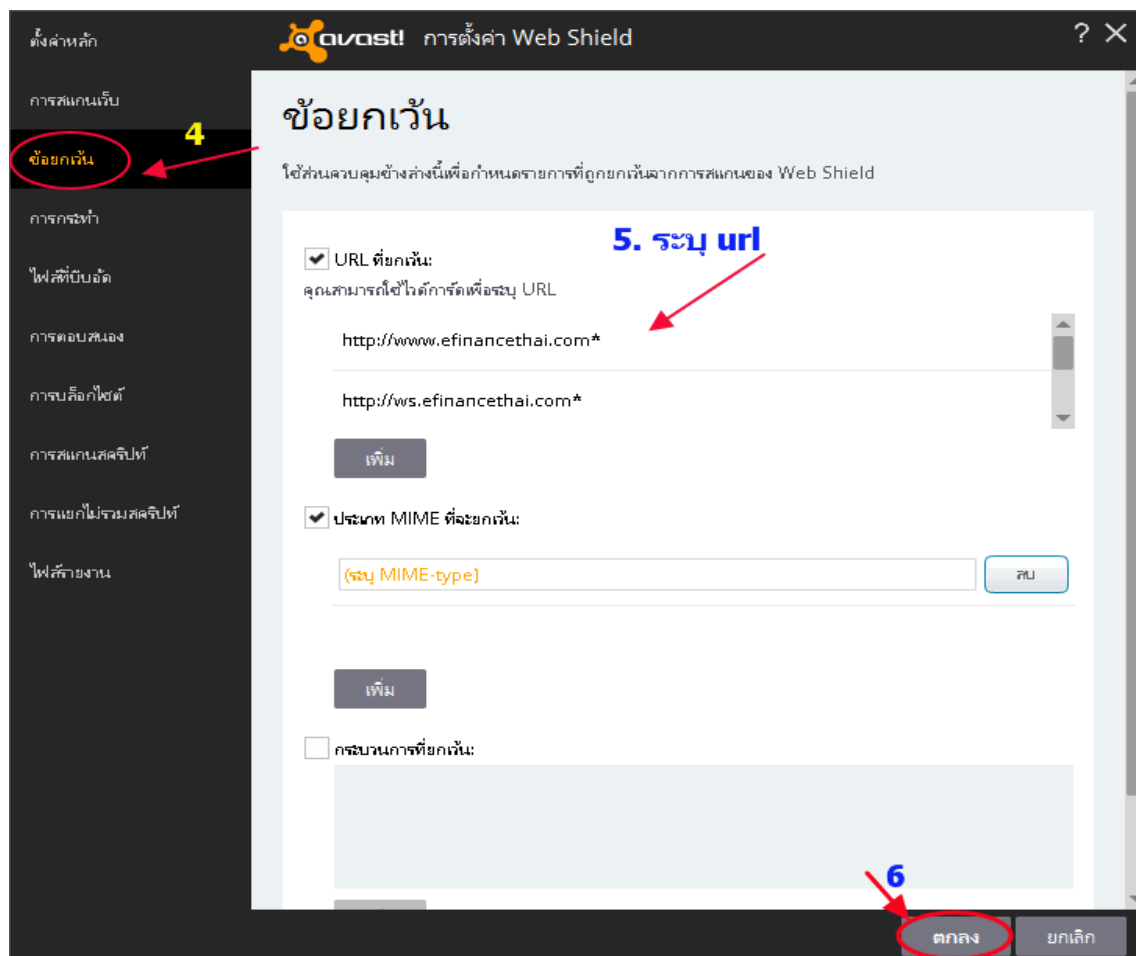 ตั้งค่าหลัก
การสแกนเว็บ
4
ข้อยกเว้น
การกระทำ
ไฟล์ที่บีบอัด
การตอบสนอง
การบล็อกไซต์
การสแกนสคริปท์
การแยกไม่รวมสคริปท์
ไฟล์รายงาน
avast! การตั้งค่า Web Shield
? ×
ข้อยกเว้น
ใช้ส่วนควบคุมข้างล่างนี้เพื่อกำหนดรายการที่ถูกยกเว้นจากการสแกนของ Web Shield
5. ระบุ url
URL ที่ยกเว้น:
คุณสามารถใช้ไวด์การ์ดเพื่อระบุ URL
http://www.efinancethai.com*
http://ws.efinancethai.com*
เพิ่ม
ประเภท MIME ที่จะยกเว้น:
(ระบุ MIME-type)
ลบ
เพิ่ม
กระบวนการที่ยกเว้น:
6
ตกลง
ยกเลิก